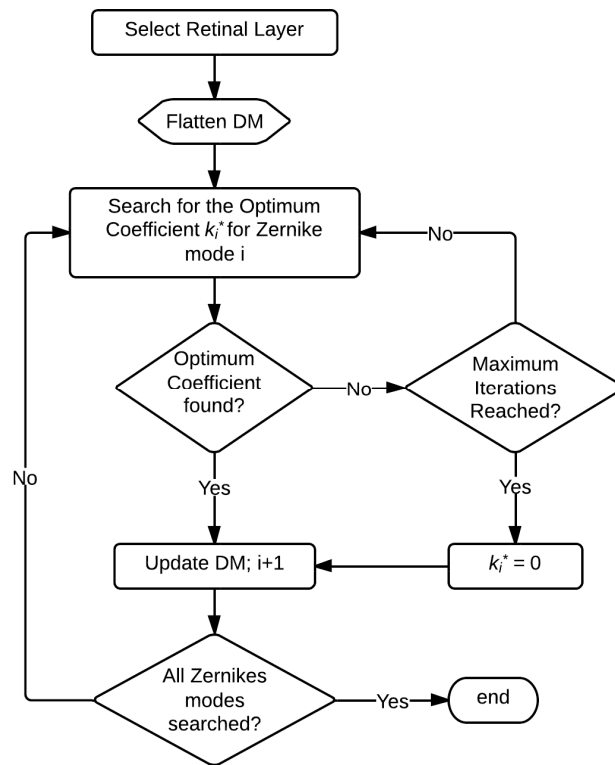 Select Retinal Layer
Flatten DM
Search for the Optimum
Coefficient k_i^* for Zernike
mode i
No
Optimum
Coefficient
found?
No
Maximum
Iterations
Reached?
No
Yes
Yes
Update DM; i+1
k_i^* = 0
All Zernikes
modes
searched?
Yes
end